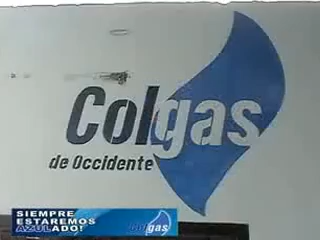 Colgas
de Occidente
SIEMPRE
ESTAREMOS
AZULADO!
Colgas